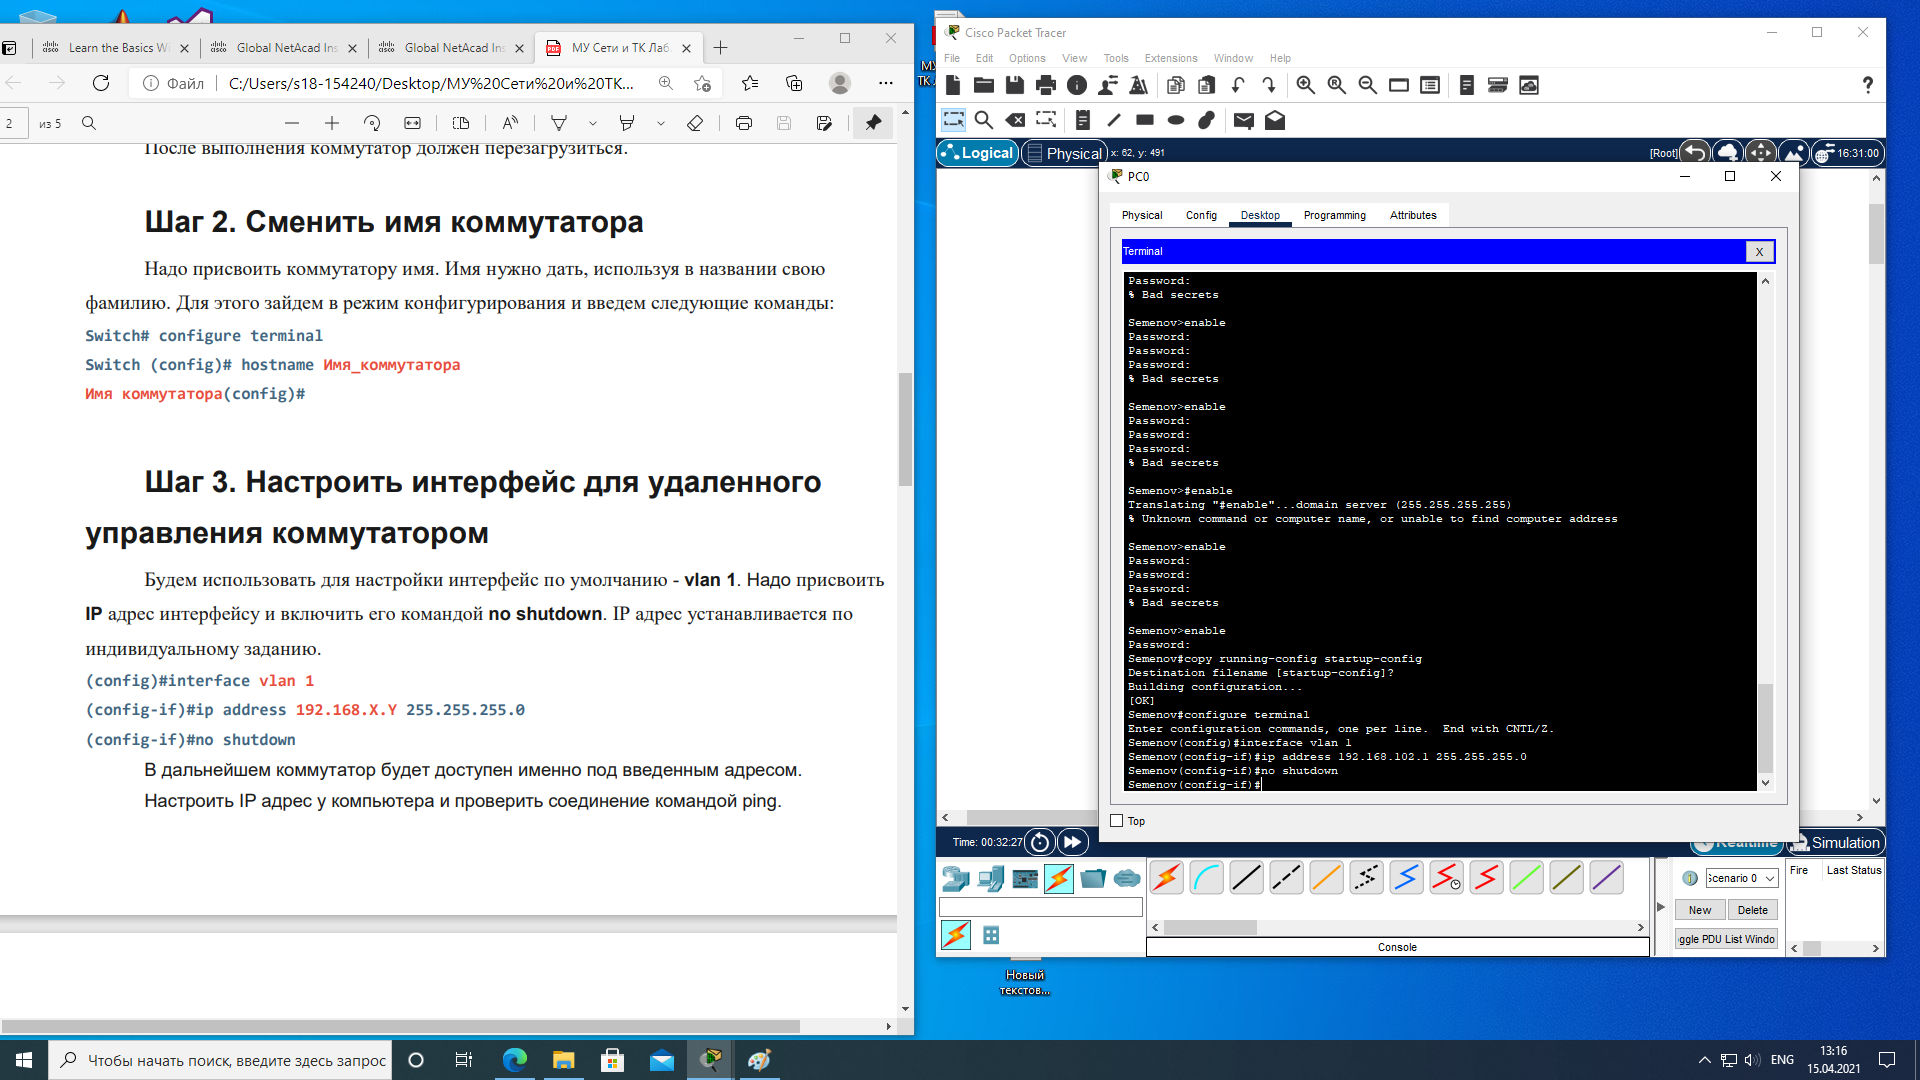 Learn the Basics Wi
Global NetAcad Ins
Global NetAcad Ins
МУ Сети и ТК Лаб
Файл
C:/Users/s18-154240/Desktop/МУ%20Сети%20и%20ТК...
2
из 5
После выполнения коммутатор должен перезагрузиться.
Шаг 2. Сменить имя коммутатора
Надо присвоить коммутатору имя. Имя нужно дать, используя в названии свою
фамилию. Для этого зайдем в режим конфигурирования и введем следующие команды:
Switch# configure terminal
Switch (config)# hostname Имя_коммутатора
Имя коммутатора(config)#
Шаг 3. Настроить интерфейс для удаленного
управления коммутатором
Будем использовать для настройки интерфейс по умолчанию - vlan 1. Надо присвоить
IP адрес интерфейсу и включить его командой no shutdown. IP адрес устанавливается по
индивидуальному заданию.
(config)#interface vlan 1
(config-if)#ip address 192.168.X.Y 255.255.255.0
(config-if)#no shutdown
В дальнейшем коммутатор будет доступен именно под введенным адресом.
Настроить IP адрес у компьютера и проверить соединение командой ping.
Cisco Packet Tracer
File Edit Options View Tools Extensions Window Help
Logical
Physical
x: 62, y: 491
[Root]
16:31:00
PC0
Physical Config Desktop Programming Attributes
Terminal
X
Password:
% Bad secrets
Semenov>enable
Password:
Password:
Password:
% Bad secrets
Semenov>enable
Password:
Password:
Password:
% Bad secrets
Semenov>#enable
Translating "#enable"...domain server (255.255.255.255)
% Unknown command or computer name, or unable to find computer address
Semenov>enable
Password:
Password:
Password:
% Bad secrets
Semenov>enable
Password:
Semenov#copy running-config startup-config
Destination filename [startup-config]?
Building configuration...
[OK]
Semenov#configure terminal
Enter configuration commands, one per line.  End with CNTL/Z.
Semenov(config)#interface vlan 1
Semenov(config-if)#ip address 192.168.102.1 255.255.255.0
Semenov(config-if)#no shutdown
Semenov(config-if)#
Top
Time: 00:32:27
Realtime
Simulation
Scenario 0
New
Delete
ggle PDU List Windo
Fire
Last Status
Console
Новый
текстов...
Чтобы начать поиск, введите здесь запрос
ENG
13:16
15.04.2021